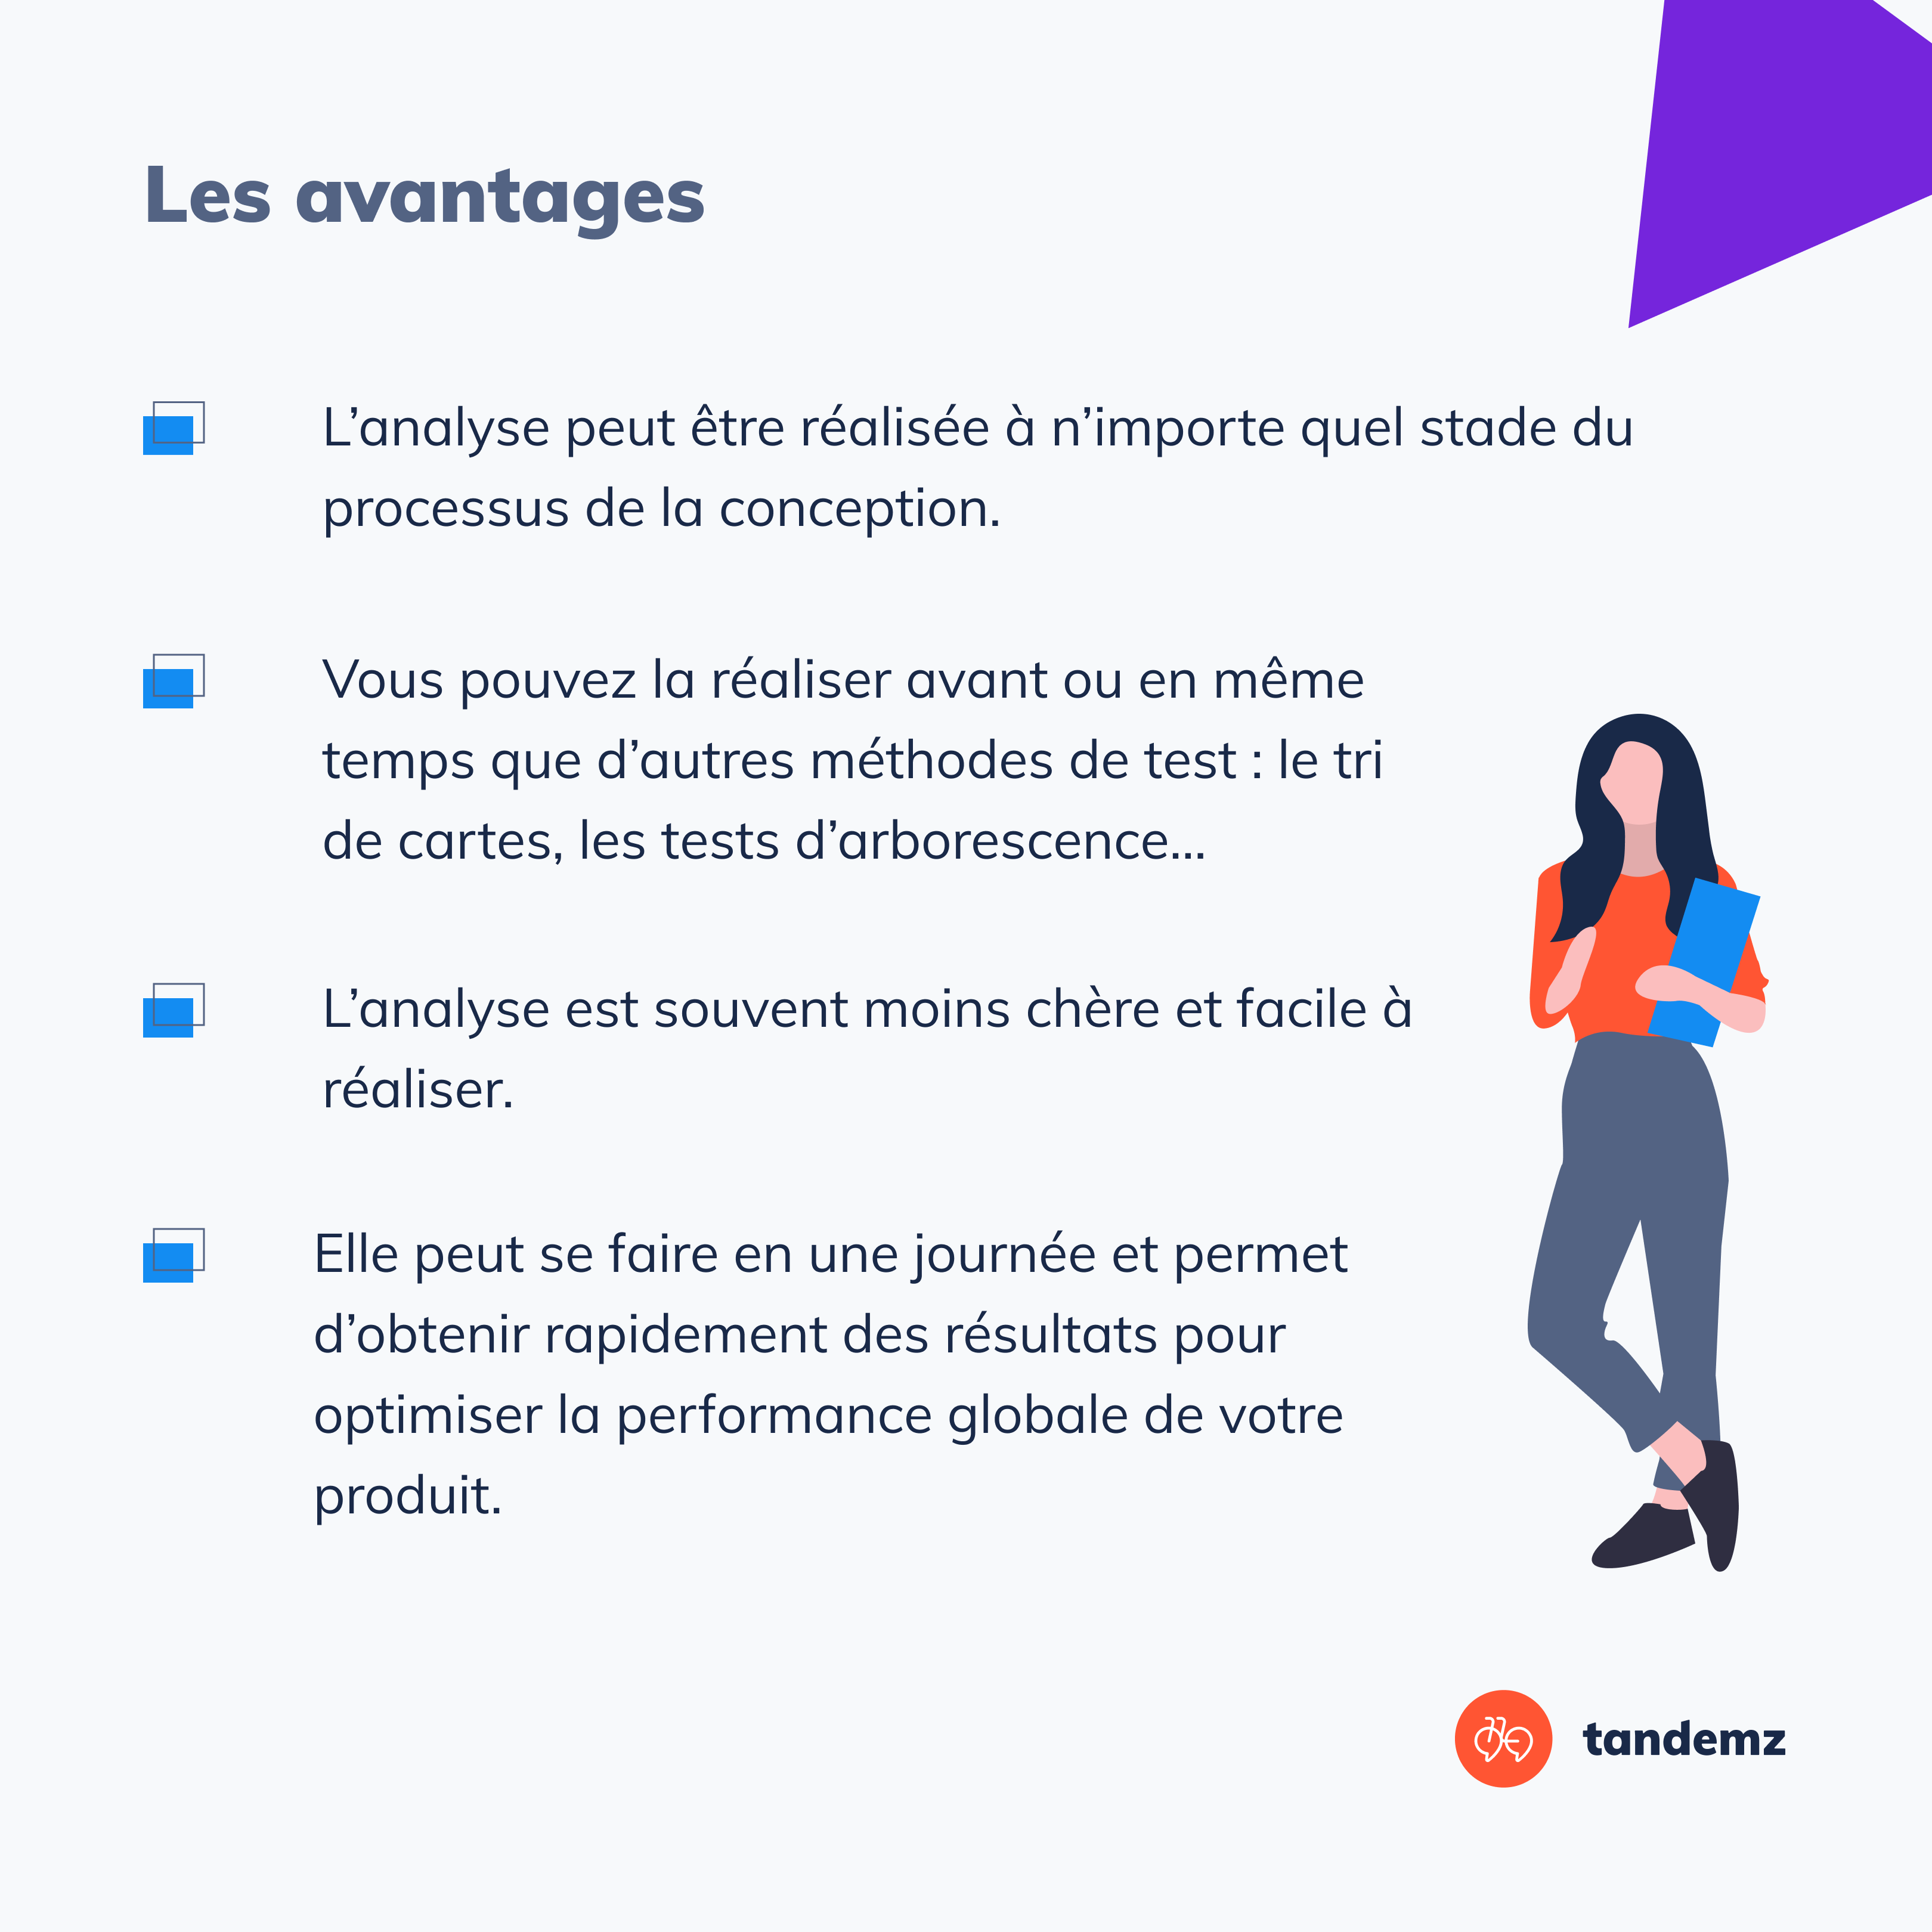 Les avantages
L’analyse peut être réalisée à n’importe quel stade du
processus de la conception.
Vous pouvez la réaliser avant ou en même
temps que d’autres méthodes de test : le tri
de cartes, les tests d’arborescence...
L’analyse est souvent moins chère et facile à
réaliser.
Elle peut se faire en une journée et permet
d’obtenir rapidement des résultats pour
optimiser la performance globale de votre
produit.
tandemz